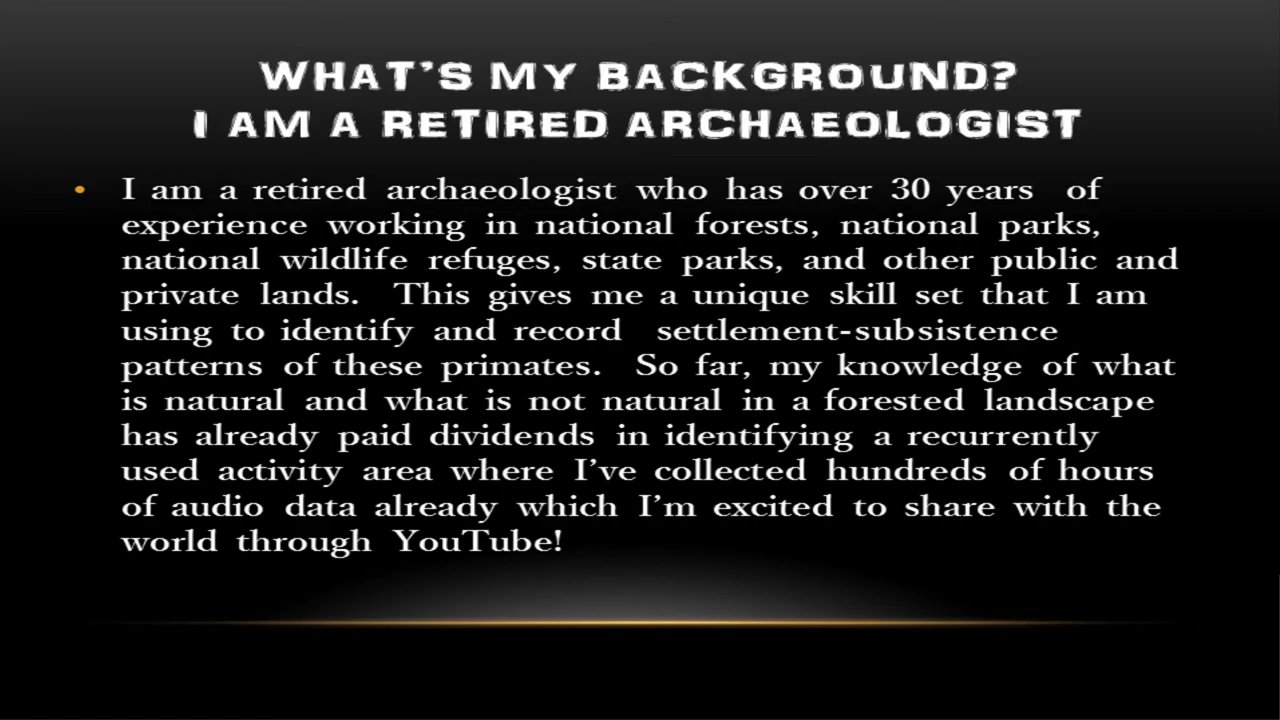 WHAT'S MY BACKGROUND?
I AM A RETIRED ARCHAEOLOGIST
• I am a retired archaeologist who has over 30 years of
experience working in national forests, national parks,
national wildlife refuges, state parks, and other public and
private lands. This gives me a unique skill set that I am
using to identify and record settlement-subsistence
patterns of these primates. So far, my knowledge of what
is natural and what is not natural in a forested landscape
has already paid dividends in identifying a recurrently
used activity area where I've collected hundreds of hours
of audio data already which I'm excited to share with the
world through YouTube!